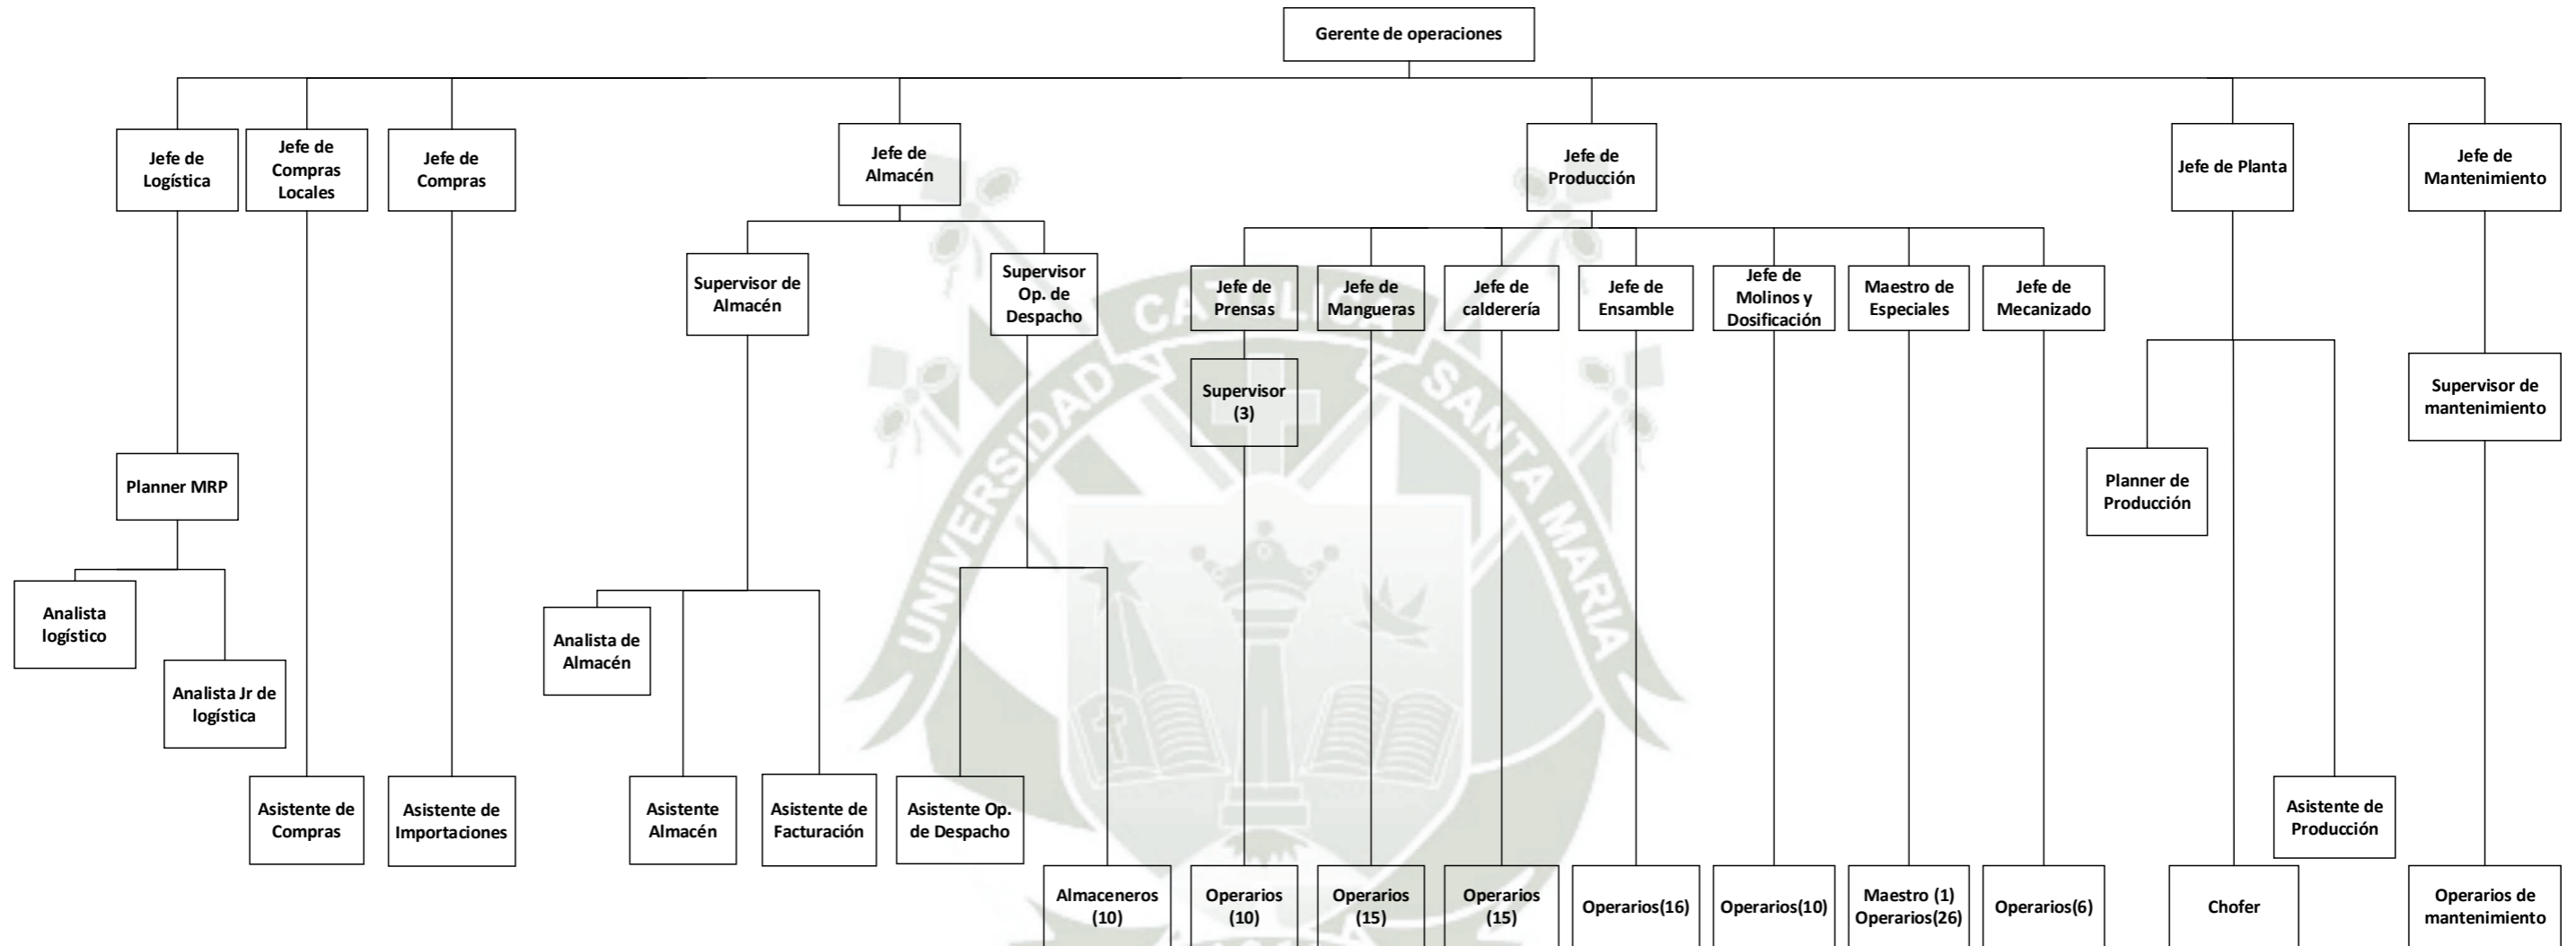 Gerente de operaciones
Jefe de
Logística
Jefe de
Compras
Locales
Jefe de
Compras
Jefe de
Almacén
Jefe de
Producción
Jefe de Planta
Jefe de
Mantenimiento
Supervisor de
Almacén
Supervisor
Op. de
Despacho
Jefe de
Prensas
Jefe de
Mangueras
Jefe de
calderería
Jefe de
Ensamble
Jefe de
Molinos y
Dosificación
Maestro de
Especiales
Jefe de
Mecanizado
Supervisor
(3)
Supervisor de
mantenimiento
Planner MRP
Planner de
Producción
Analista
logístico
Analista Jr de
logística
Analista de
Almacén
Asistente de
Compras
Asistente de
Importaciones
Asistente
Almacén
Asistente de
Facturación
Asistente Op.
de Despacho
Asistente de
Producción
Almaceneros
(10)
Operarios
(10)
Operarios
(15)
Operarios
(15)
Operarios(16)
Operarios(10)
Maestro (1)
Operarios(26)
Operarios(6)
Chofer
Operarios de
mantenimiento
UNIVERSIDAD CATOLICA SANTA MARIA